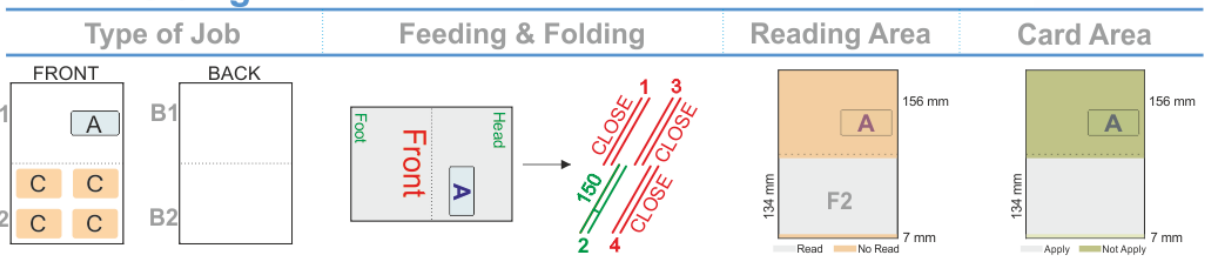 Type of Job
Feeding & Folding
Reading Area
Card Area
FRONT
BACK
1
A
B1
C C
C C
2
B2
Foot
Front
Head
A
1
3
CLOSE
CLOSE
150
CLOSE
2
4
A
156 mm
134 mm
F2
7 mm
Read
No Read
A
156 mm
134 mm
7 mm
Apply
Not Apply